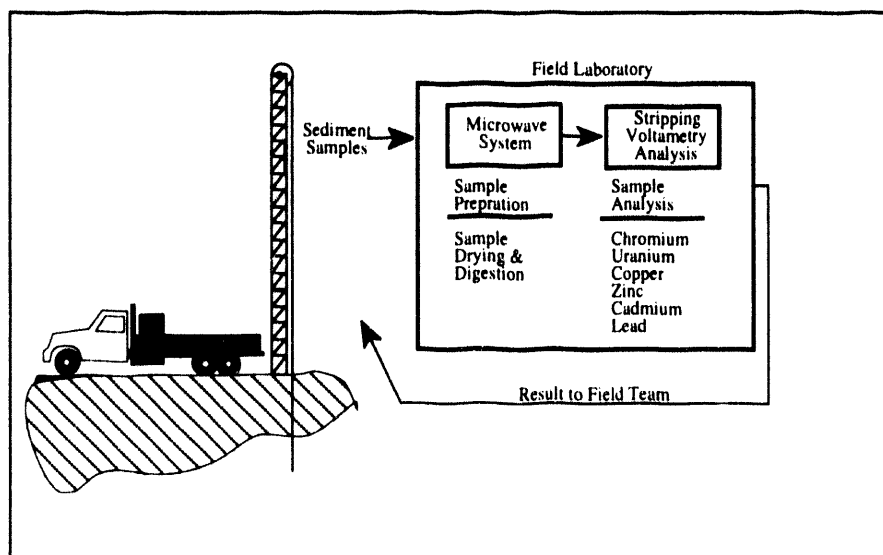 Field Laboratory
Sediment
Samples
Microwave
System
Stripping
Voltametry
Analysis
Sample
Prepration
Sample
Drying &
Digestion
Sample
Analysis
Chromium
Uranium
Copper
Zinc
Cadmium
Lead
Result to Field Team